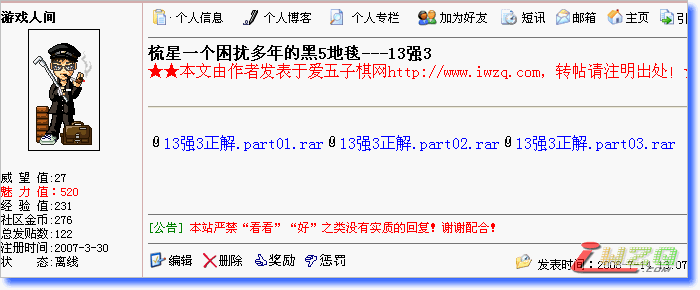 游戏人间
个人信息 个人博客 个人专栏 加为好友 短讯 邮箱 主页 引
梳星一个困扰多年的黑5地毯---13强3
★★本文由作者发表于爱五子棋网http://www.iwzq.com，转帖请注明出处！
13强3正解.part01.rar 13强3正解.part02.rar 13强3正解.part03.rar
威 望 值:27
魅 力 值：520
经 验 值:231
社区金币:276
总发贴数:122
注册时间:2007-3-30
状 态:离线
[公告] 本站严禁“看看”“好”之类没有实质的回复！谢谢配合！
编辑 删除 奖励 惩罚
发表时间：2008-7-14 13:07